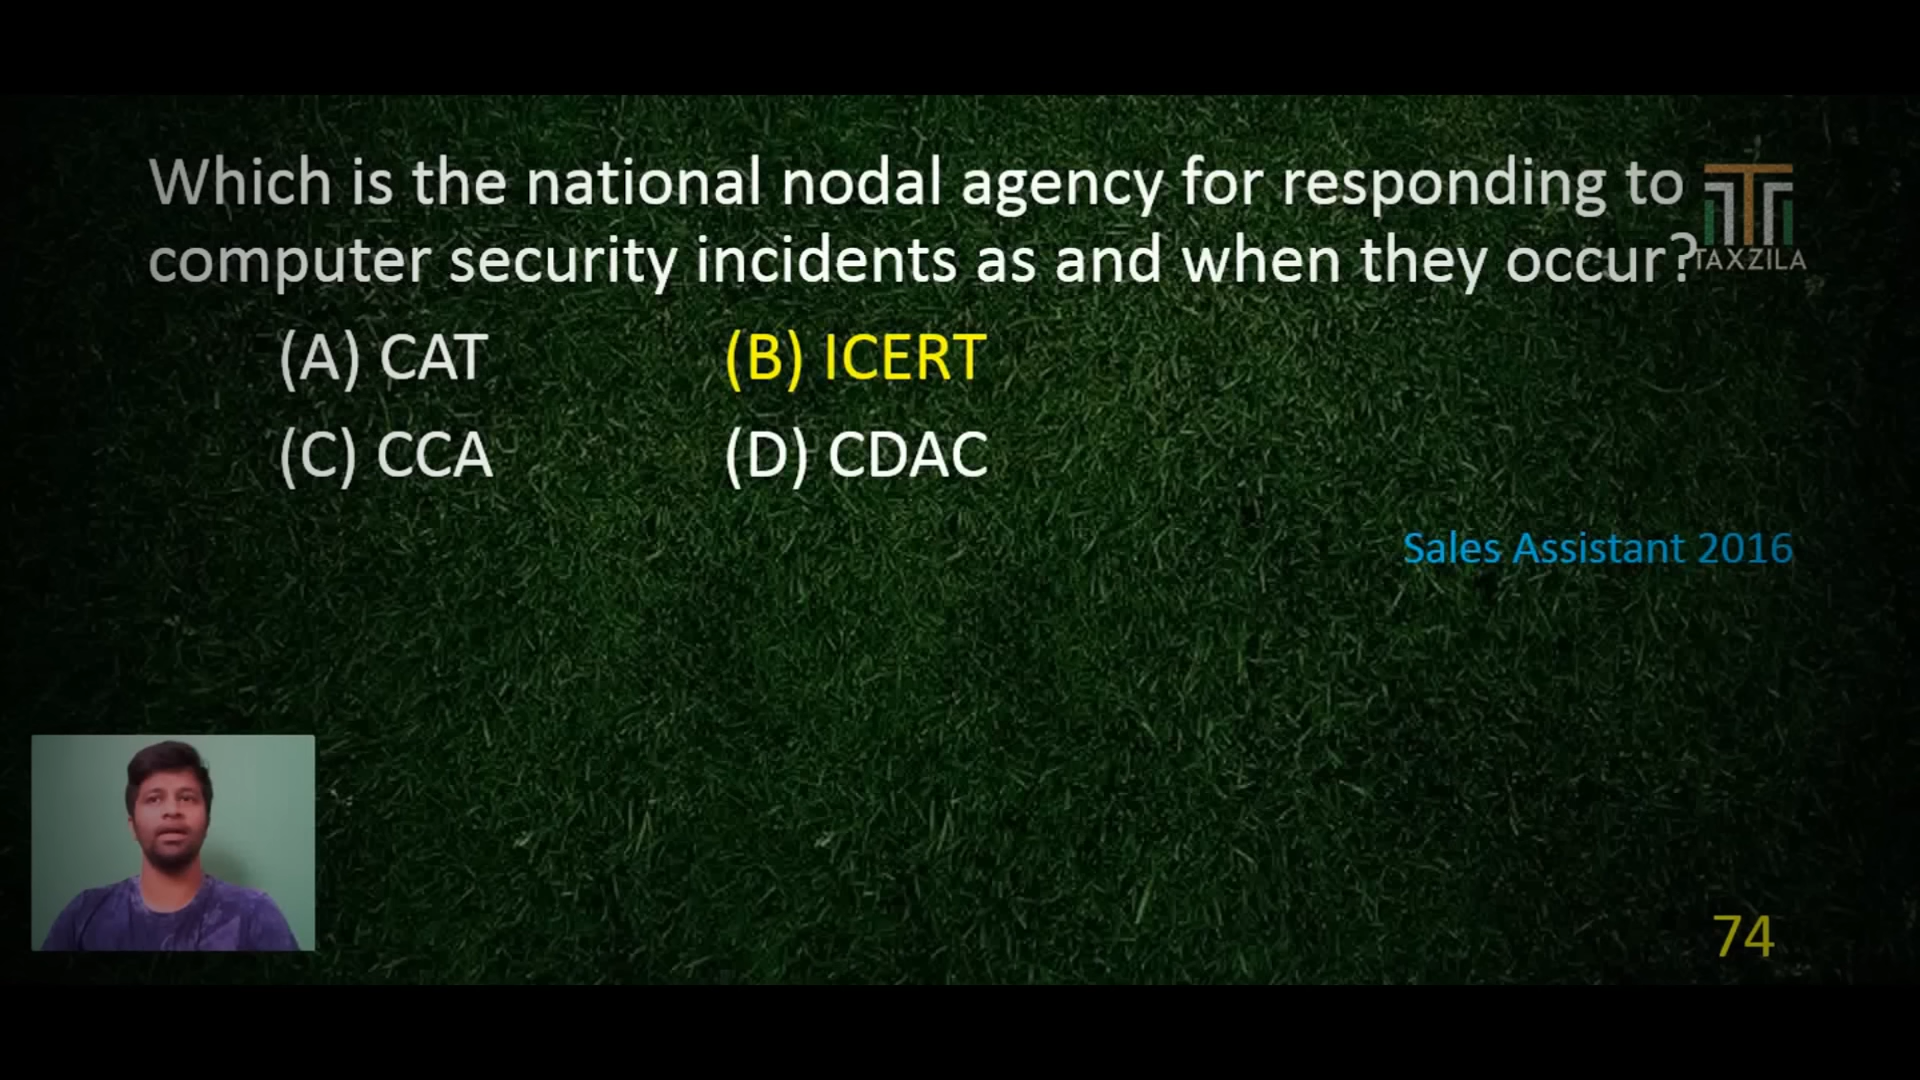 Which is the national nodal agency for responding to
computer security incidents as and when they occur?
TAXZILA
(A) CAT (B) ICERT
(C) CCA (D) CDAC
Sales Assistant 2016
74